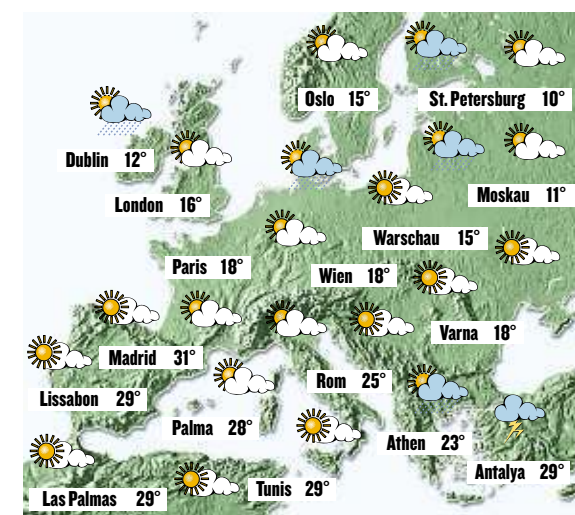 Oslo 15°
St. Petersburg 10°
Dublin 12°
London 16°
Moskau 11°
Warschau 15°
Paris 18°
Wien 18°
Varna 18°
Madrid 31°
Lissabon 29°
Rom 25°
Palma 28°
Athen 23°
Antalya 29°
Las Palmas 29°
Tunis 29°